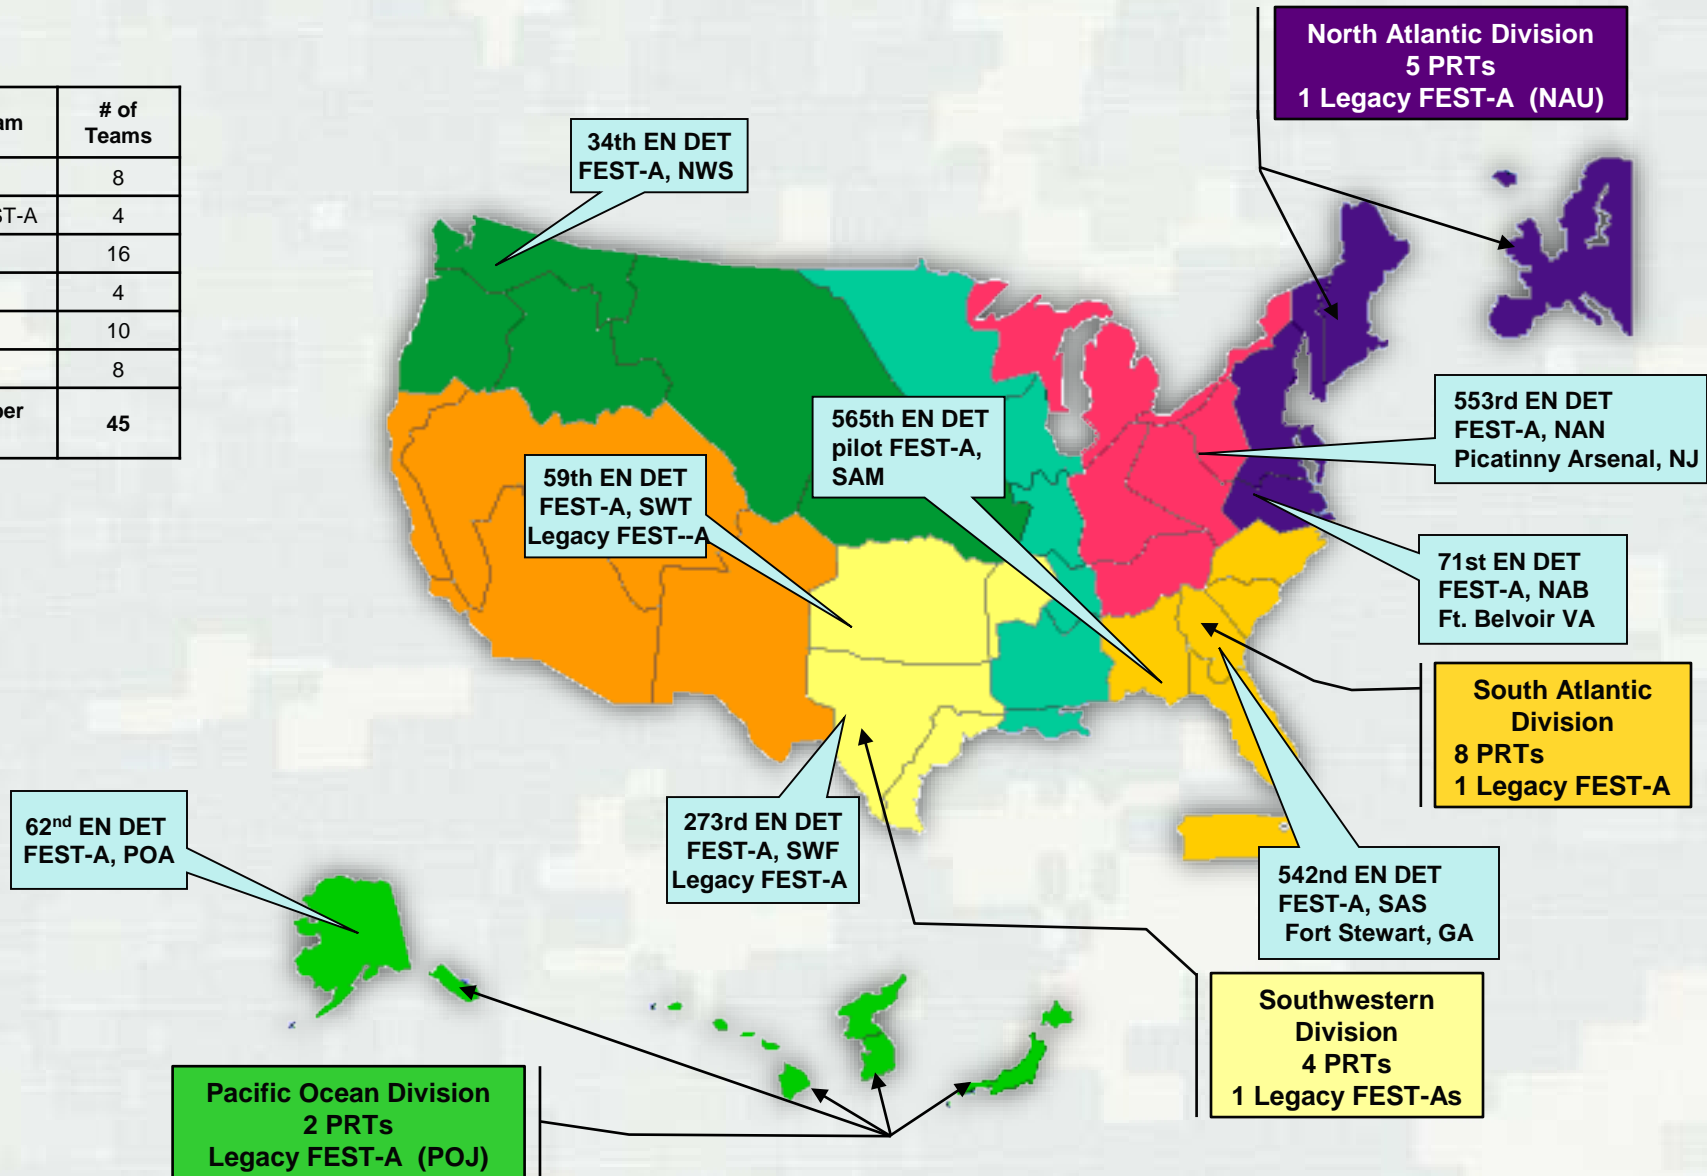 North Atlantic Division
5 PRTs
1 Legacy FEST-A (NAU)
# of
Teams
8
ST-A 4
16
4
10
8
45
34th EN DET
FEST-A, NWS
553rd EN DET
FEST-A, NAN
Picatinny Arsenal, NJ
565th EN DET
pilot FEST-A,
SAM
59th EN DET
FEST-A, SWT
Legacy FEST--A
71st EN DET
FEST-A, NAB
Ft. Belvoir VA
South Atlantic
Division
8 PRTs
1 Legacy FEST-A
62nd EN DET
FEST-A, POA
273rd EN DET
FEST-A, SWF
Legacy FEST-A
542nd EN DET
FEST-A, SAS
Fort Stewart, GA
Southwestern
Division
4 PRTs
1 Legacy FEST-As
Pacific Ocean Division
2 PRTs
Legacy FEST-A (POJ)